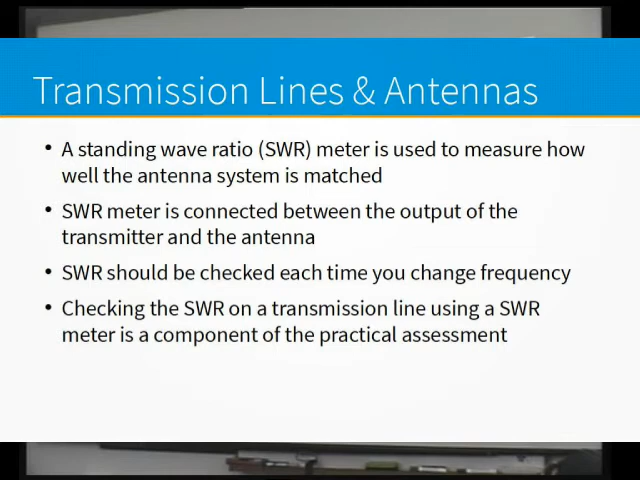 Transmission Lines & Antennas
• A standing wave ratio (SWR) meter is used to measure how
well the antenna system is matched
• SWR meter is connected between the output of the
transmitter and the antenna
• SWR should be checked each time you change frequency
• Checking the SWR on a transmission line using a SWR
meter is a component of the practical assessment